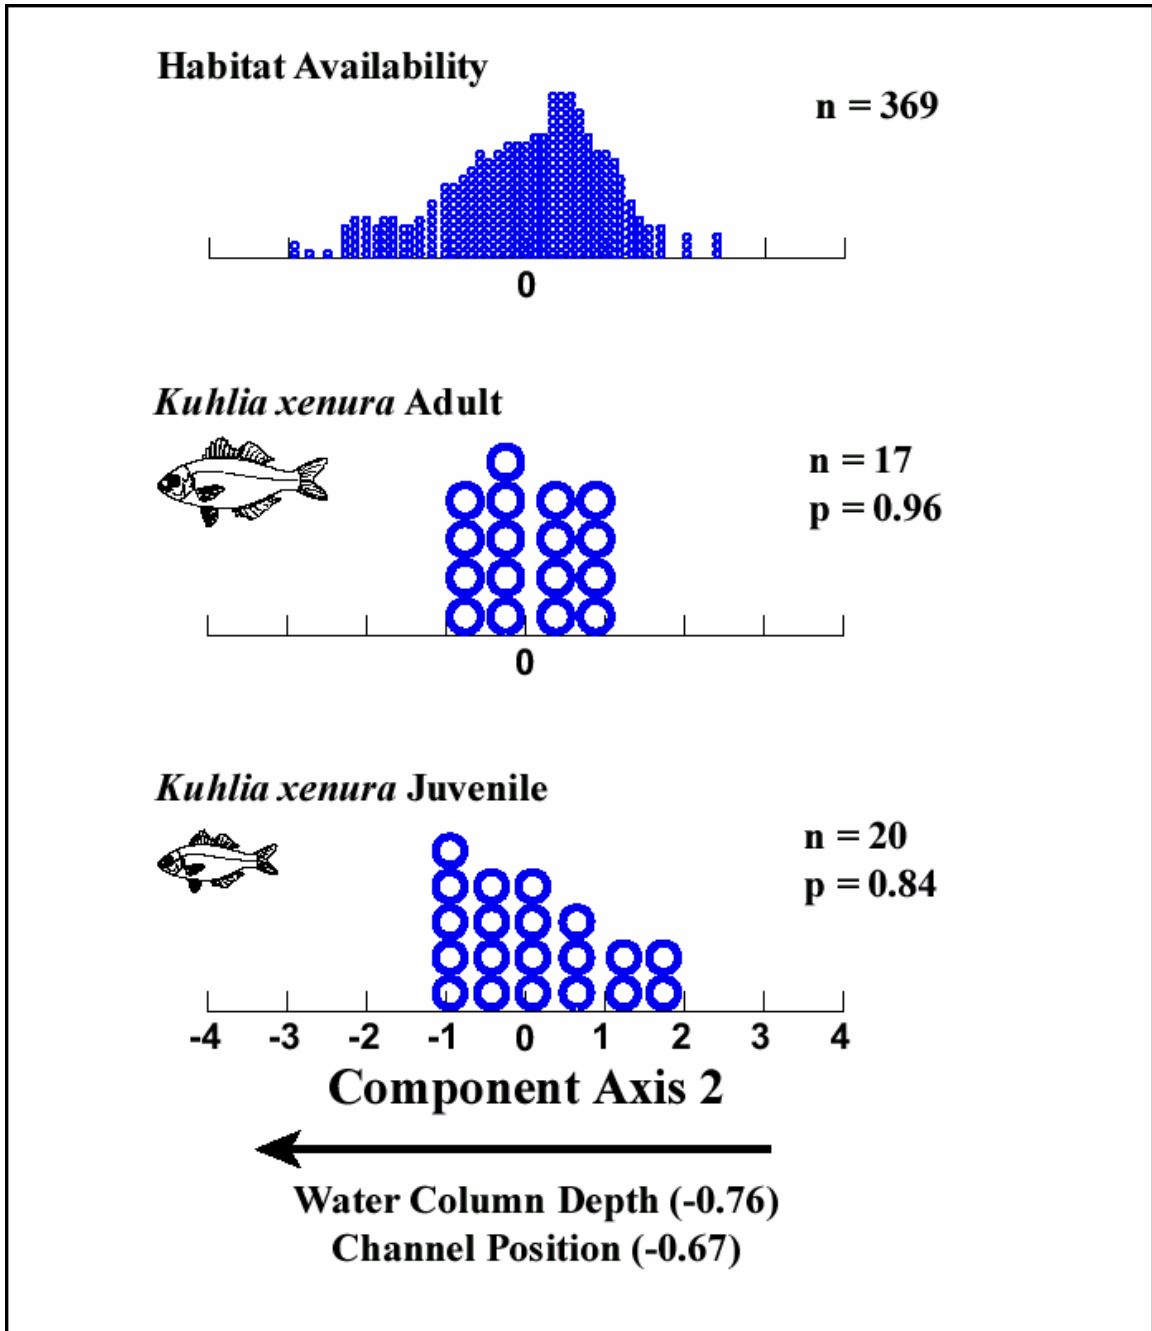 Habitat Availability
n = 369
0
Kuhlia xenura Adult
n = 17
p = 0.96
0
Kuhlia xenura Juvenile
n = 20
p = 0.84
-4 -3 -2 -1 0 1 2 3 4
Component Axis 2
Water Column Depth (-0.76)
Channel Position (-0.67)